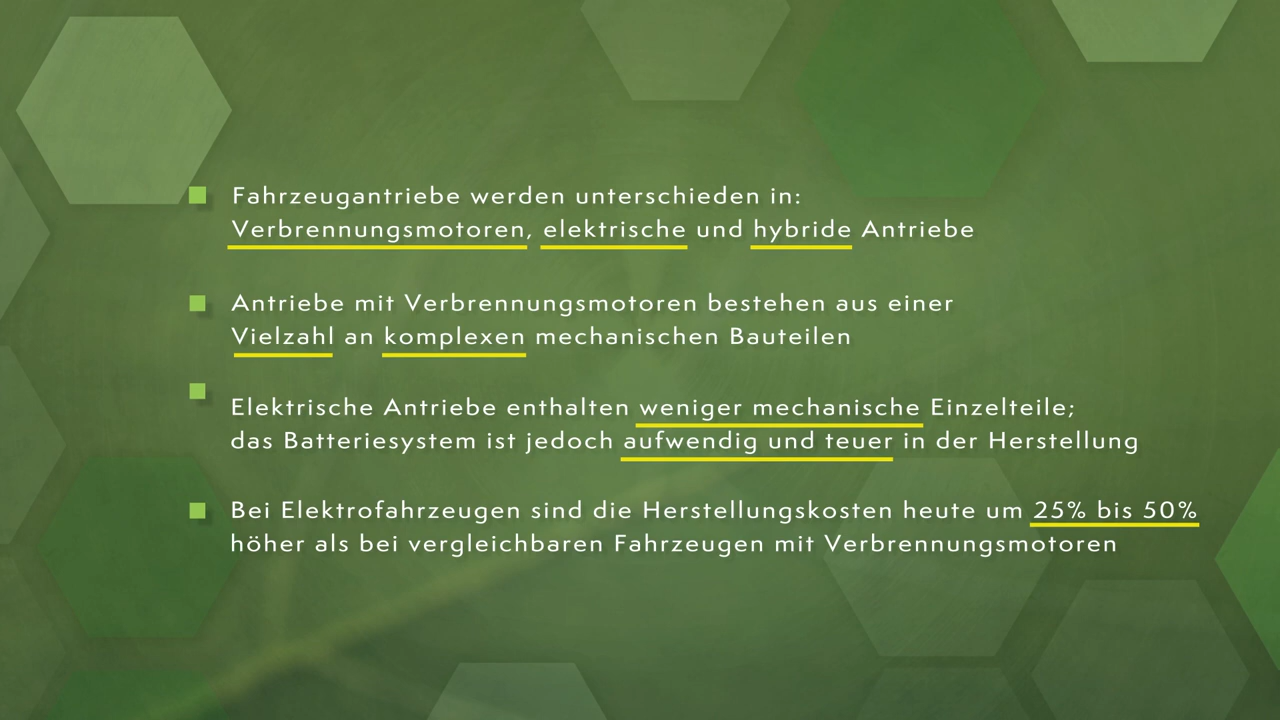 Fahrzeugantriebe werden unterschieden in:
Verbrennungsmotoren, elektrische und hybride Antriebe
Antriebe mit Verbrennungsmotoren bestehen aus einer
Vielzahl an komplexen mechanischen Bauteilen
Elektrische Antriebe enthalten weniger mechanische Einzelteile;
das Batteriesystem ist jedoch aufwendig und teuer in der Herstellung
Bei Elektrofahrzeugen sind die Herstellungskosten heute um 25% bis 50%
höher als bei vergleichbaren Fahrzeugen mit Verbrennungsmotoren